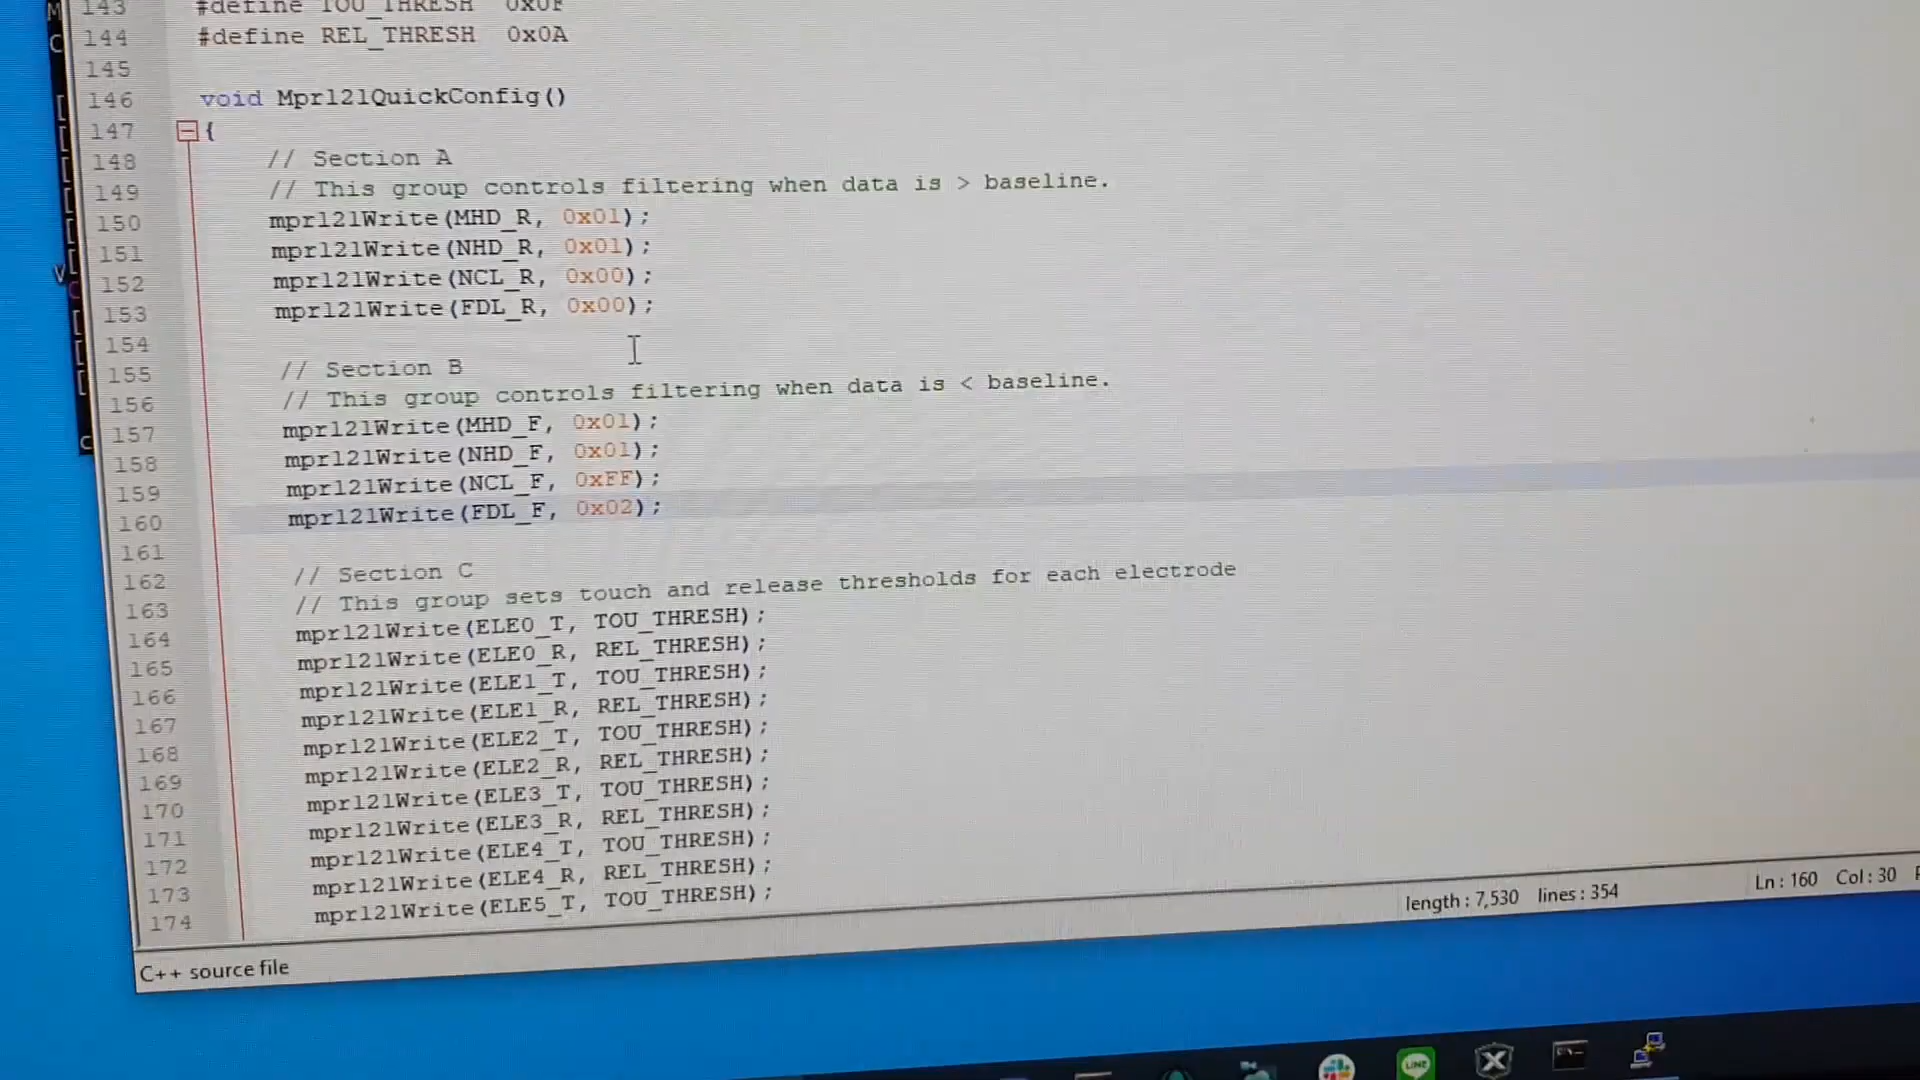 143 #define TOU_THRESH 0x0F
144 #define REL_THRESH 0x0A
145
146 void Mpr121QuickConfig()
147 {
148 // Section A
149 // This group controls filtering when data is > baseline.
150 mpr121Write(MHD_R, 0x01);
151 mpr121Write(NHD_R, 0x01);
152 mpr121Write(NCL_R, 0x00);
153 mpr121Write(FDL_R, 0x00);
154
155 // Section B
156 // This group controls filtering when data is < baseline.
157 mpr121Write(MHD_F, 0x01);
158 mpr121Write(NHD_F, 0x01);
159 mpr121Write(NCL_F, 0xFF);
160 mpr121Write(FDL_F, 0x02);
161
162 // Section C
163 // This group sets touch and release thresholds for each electrode
164 mpr121Write(ELE0_T, TOU_THRESH);
165 mpr121Write(ELE0_R, REL_THRESH);
166 mpr121Write(ELE1_T, TOU_THRESH);
167 mpr121Write(ELE1_R, REL_THRESH);
168 mpr121Write(ELE2_T, TOU_THRESH);
169 mpr121Write(ELE2_R, REL_THRESH);
170 mpr121Write(ELE3_T, TOU_THRESH);
171 mpr121Write(ELE3_R, REL_THRESH);
172 mpr121Write(ELE4_T, TOU_THRESH);
173 mpr121Write(ELE4_R, REL_THRESH);
174 mpr121Write(ELE5_T, TOU_THRESH);
C++ source file
length : 7,530 lines : 354
Ln : 160 Col : 30
LINE